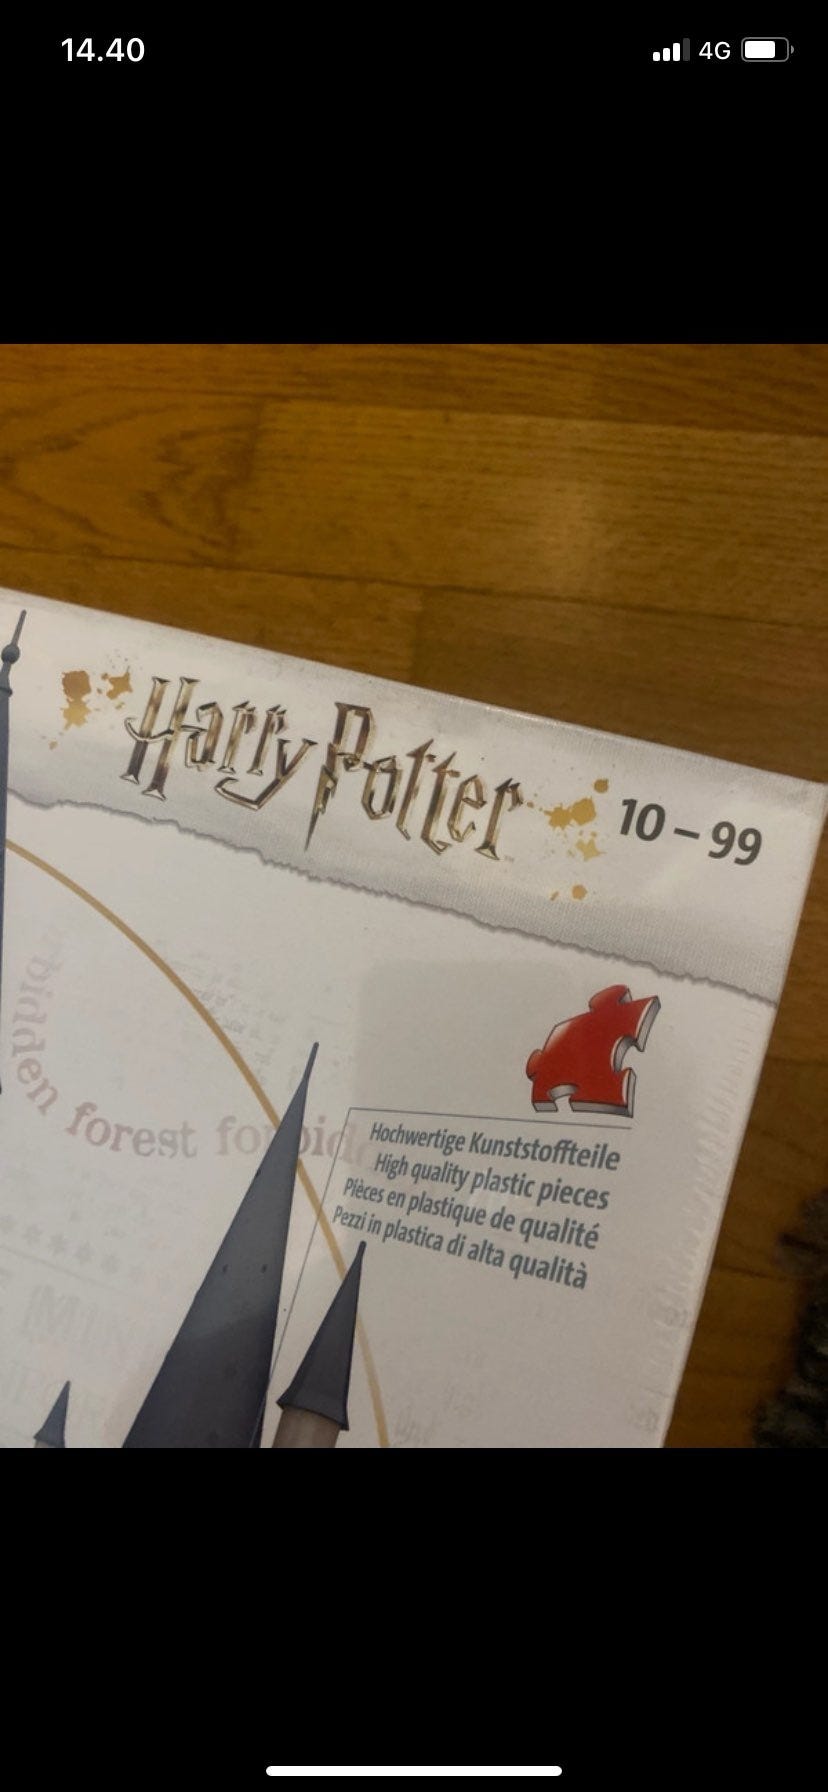 14.40
4G
Harry Potter
10 – 99
forest
Hochwertige Kunststoffteile
High quality plastic pieces
Pièces en plastique de qualité
Pezzi in plastica di alta qualità